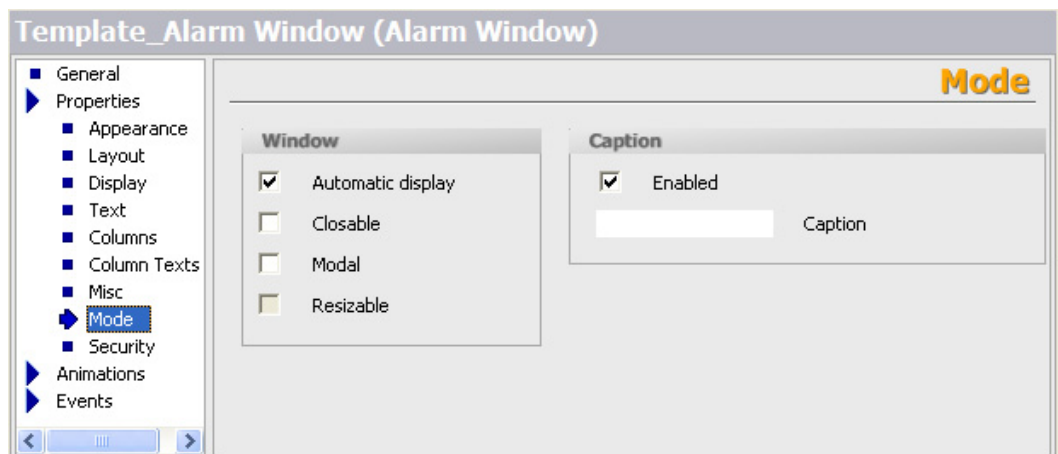 Template_Alarm Window (Alarm Window)
General
Properties
Appearance
Layout
Display
Text
Columns
Column Texts
Misc
Mode
Security
Animations
Events
Mode
Window
Automatic display
Closable
Modal
Resizable
Caption
Enabled
Caption